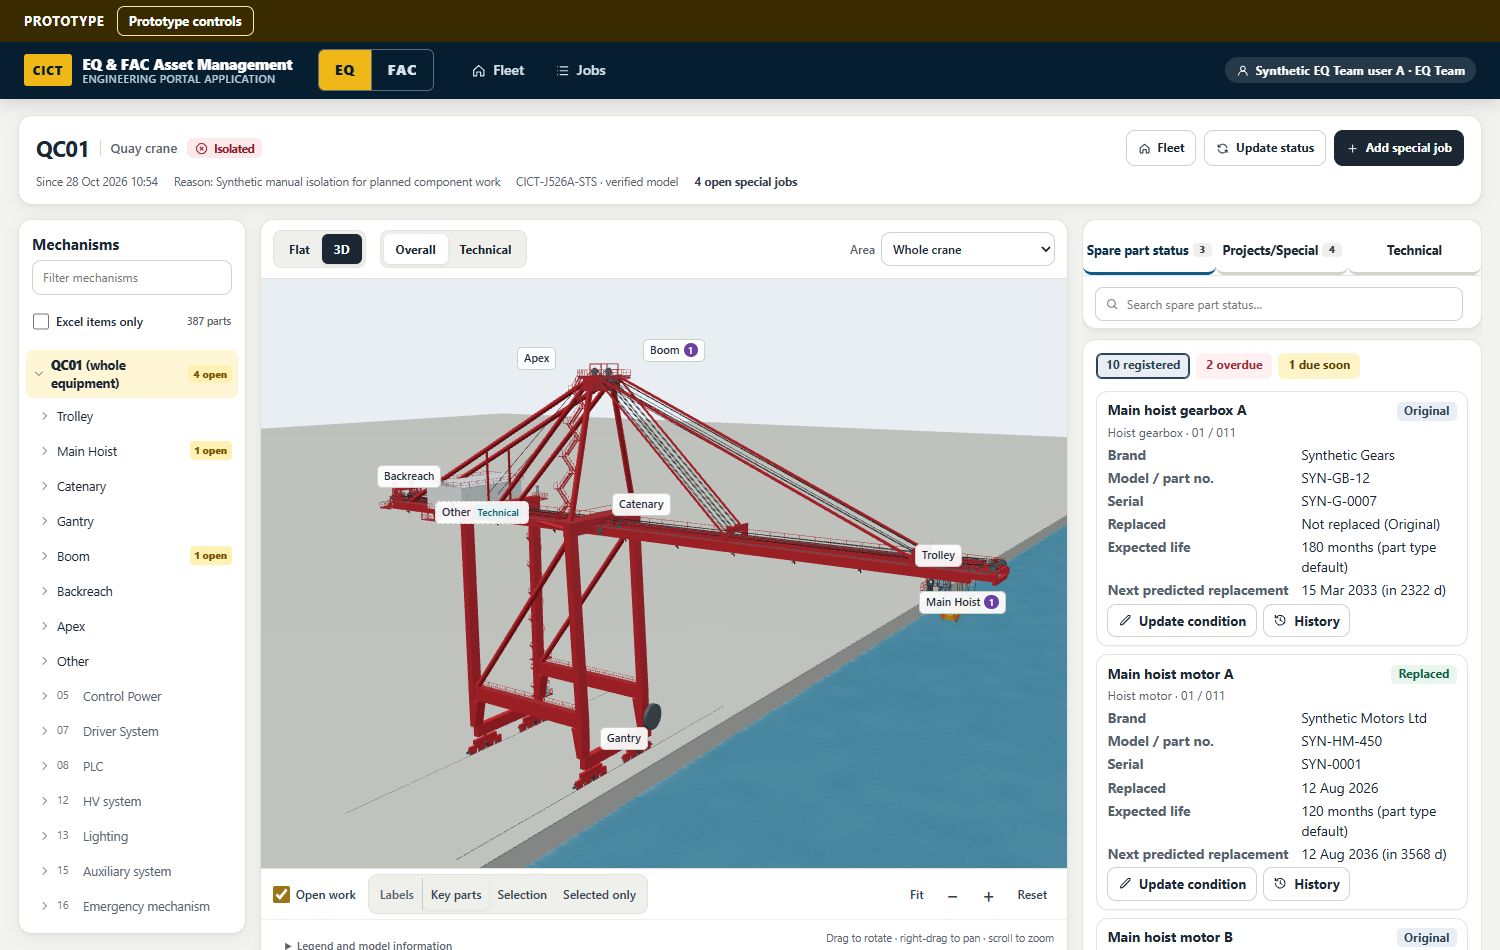 PROTOTYPE Prototype controls
CICT EQ & FAC Asset Management
ENGINEERING PORTAL APPLICATION
EQ FAC Fleet Jobs
Synthetic EQ Team user A · EQ Team
QC01 Quay crane Isolated
Fleet Update status + Add special job
Since 28 Oct 2026 10:54 Reason: Synthetic manual isolation for planned component work CICT-J526A-STS · verified model 4 open special jobs
Mechanisms
Filter mechanisms
Excel items only 387 parts
QC01 (whole equipment) 4 open
Trolley
Main Hoist 1 open
Catenary
Gantry
Boom 1 open
Backreach
Apex
Other
05 Control Power
07 Driver System
08 PLC
12 HV system
13 Lighting
15 Auxiliary system
16 Emergency mechanism
Flat 3D Overall Technical Area Whole crane
Apex
Boom 1
Backreach
Other Technical
Catenary
Trolley
Main Hoist 1
Gantry
Open work Labels Key parts Selection Selected only Fit − + Reset
Drag to rotate · right-drag to pan · scroll to zoom
Legend and model information
Spare part status 3 Projects/Special 4 Technical
Search spare part status...
10 registered 2 overdue 1 due soon
Main hoist gearbox A Original
Hoist gearbox · 01 / 011
Brand Synthetic Gears
Model / part no. SYN-GB-12
Serial SYN-G-0007
Replaced Not replaced (Original)
Expected life 180 months (part type default)
Next predicted replacement 15 Mar 2033 (in 2322 d)
Update condition History
Main hoist motor A Replaced
Hoist motor · 01 / 011
Brand Synthetic Motors Ltd
Model / part no. SYN-HM-450
Serial SYN-0001
Replaced 12 Aug 2026
Expected life 120 months (part type default)
Next predicted replacement 12 Aug 2036 (in 3568 d)
Update condition History
Main hoist motor B Original